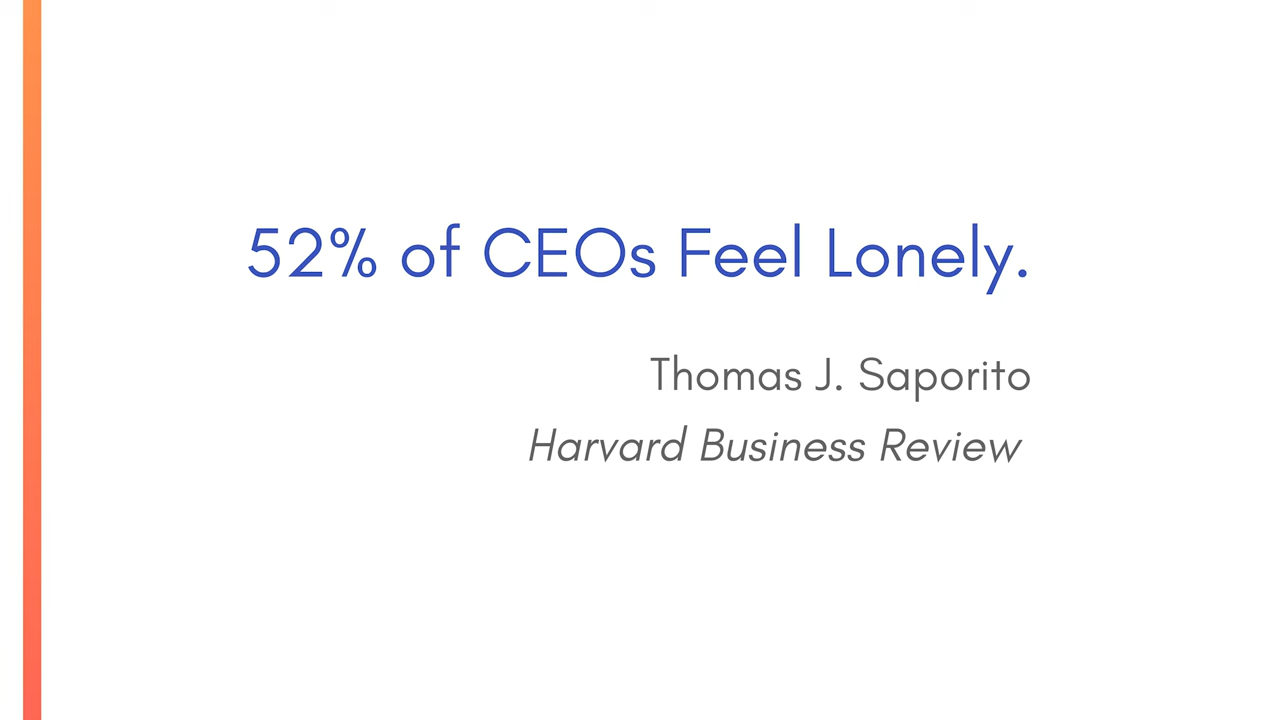 52% of CEOs Feel Lonely.
Thomas J. Saporito
Harvard Business Review